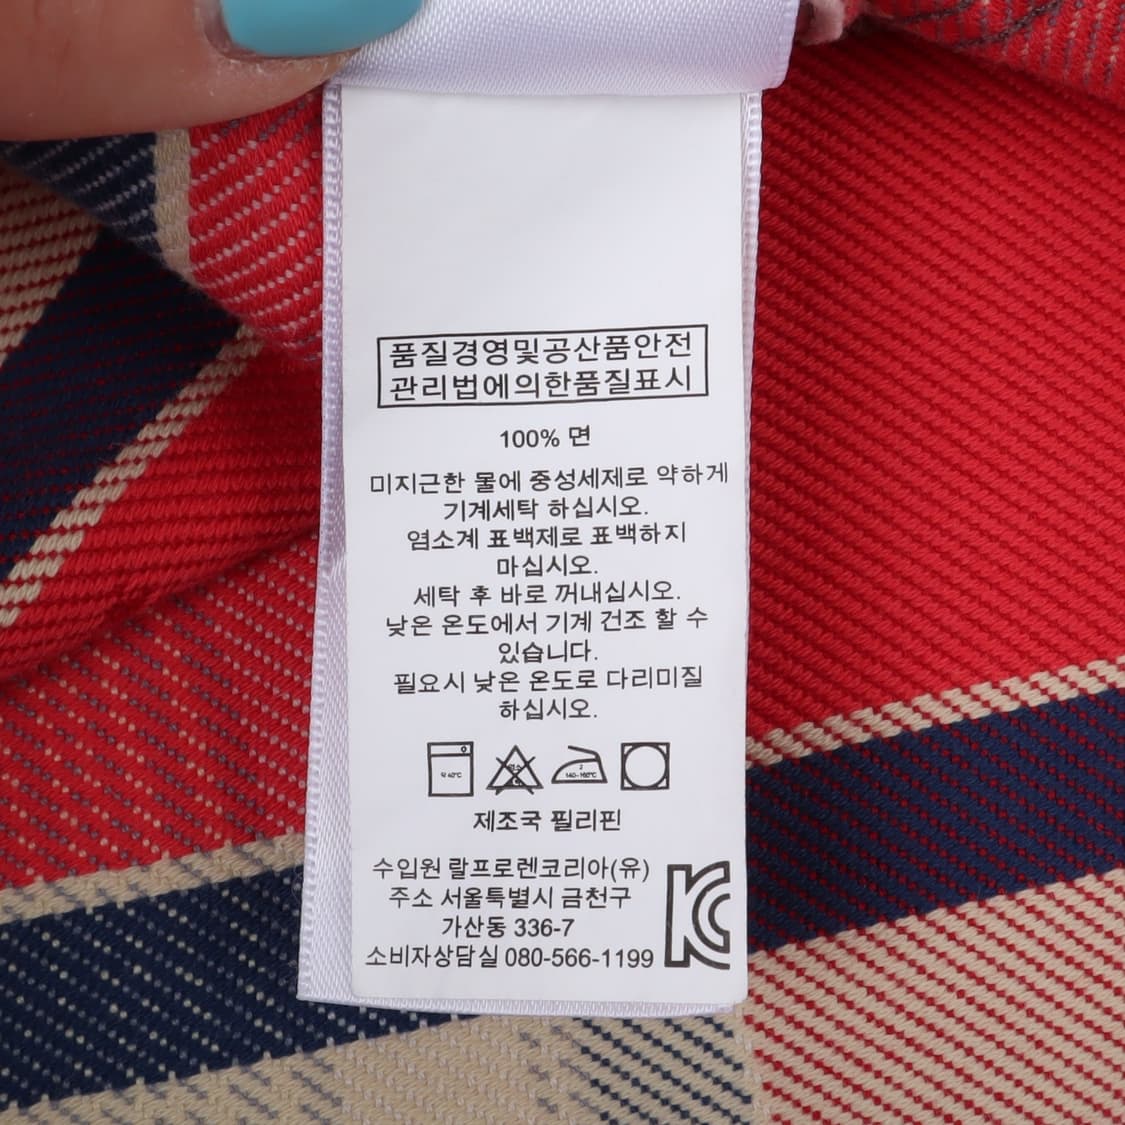 품질경영및공산품안전
관리법에의한품질표시
100% 면
미지근한 물에 중성세제로 약하게
기계세탁 하십시오.
염소계 표백제로 표백하지
마십시오.
세탁 후 바로 꺼내십시오.
낮은 온도에서 기계 건조 할 수
있습니다.
필요시 낮은 온도로 다리미질
하십시오.
약 40°C
2
140~160°C
제조국 필리핀
수입원 랄프로렌코리아(유)
주소 서울특별시 금천구
가산동 336-7
소비자상담실 080-566-1199